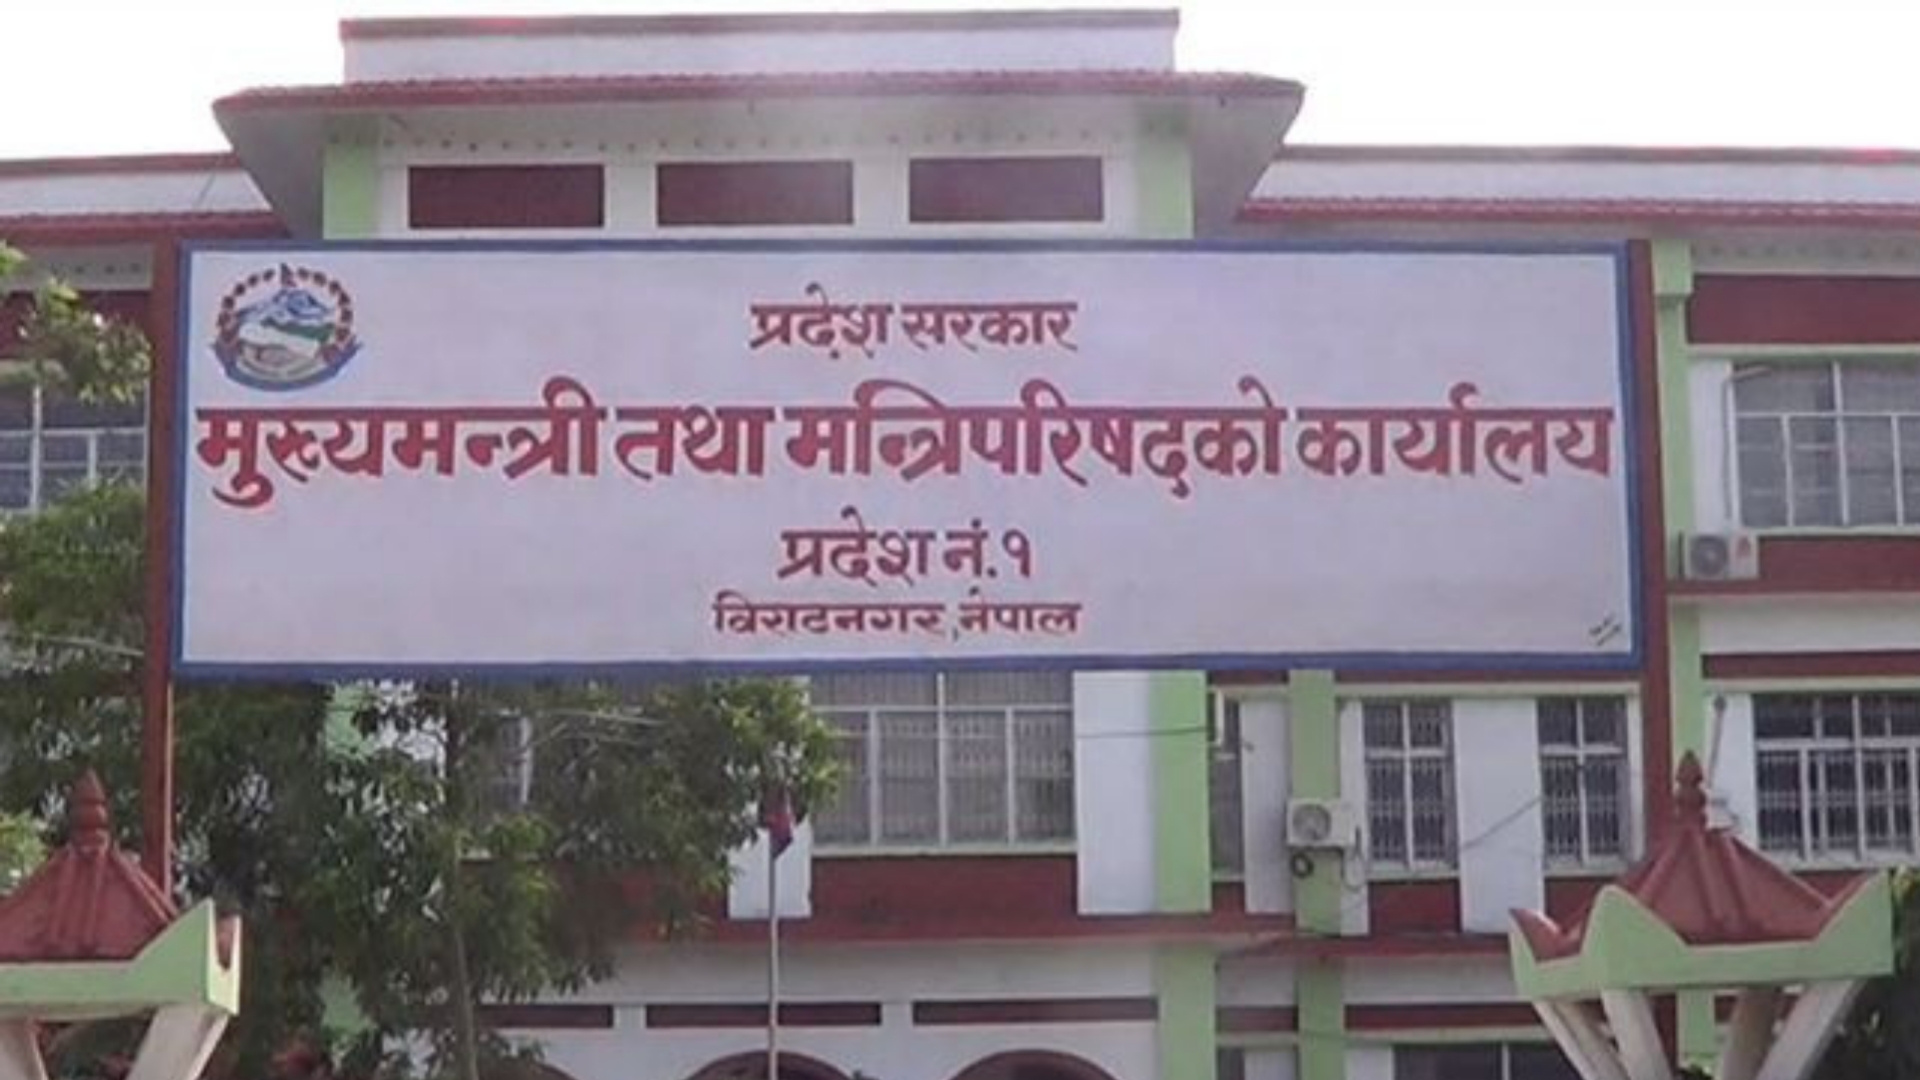 प्रदेश सरकार
मुख्यमन्त्री तथा मन्त्रिपरिषद्को कार्यालय
प्रदेश नं.१
विराटनगर,नेपाल